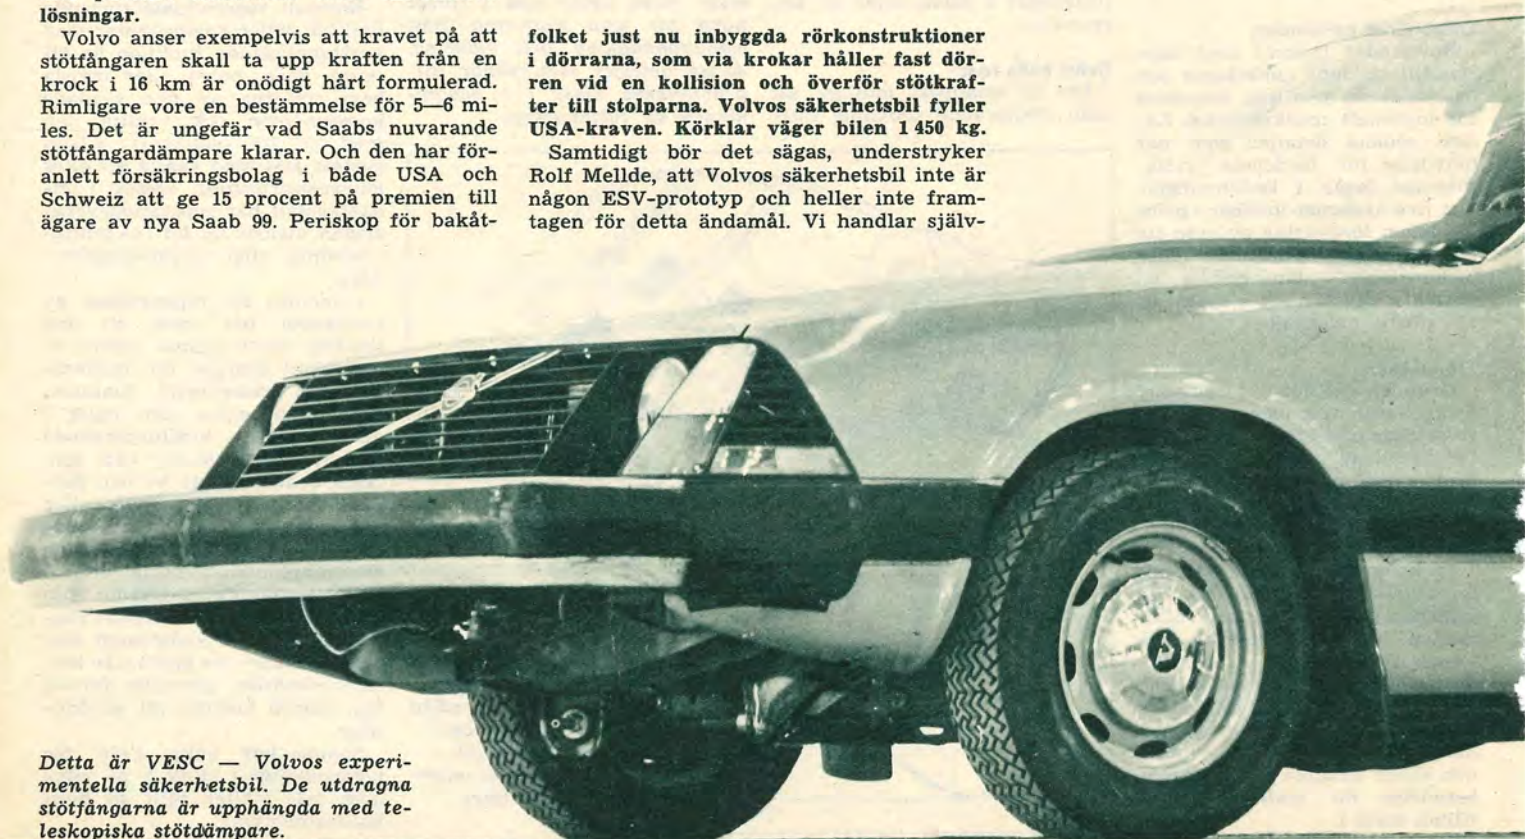 lösningar.
Volvo anser exempelvis att kravet på att
stötfångaren skall ta upp kraften från en
krock i 16 km är onödigt hårt formulerad.
Rimligare vore en bestämmelse för 5—6 mi-
les. Det är ungefär vad Saabs nuvarande
stötfångardämpare klarar. Och den har för-
anlett försäkringsbolag i både USA och
Schweiz att ge 15 procent på premien till
ägare av nya Saab 99. Periskop för bakåt-
folket just nu inbyggda rörkonstruktioner
i dörrarna, som via krokar håller fast dör-
ren vid en kollision och överför stötkraf-
ter till stolparna. Volvos säkerhetsbil fyller
USA-kraven. Körklar väger bilen 1 450 kg.
Samtidigt bör det sägas, understryker
Rolf Mellde, att Volvos säkerhetsbil inte är
någon ESV-prototyp och heller inte fram-
tagen för detta ändamål. Vi handlar själv-
Detta är VESC — Volvos experi-
mentella säkerhetsbil. De utdragna
stötfångarna är upphängda med te-
leskopiska stötdämpare.